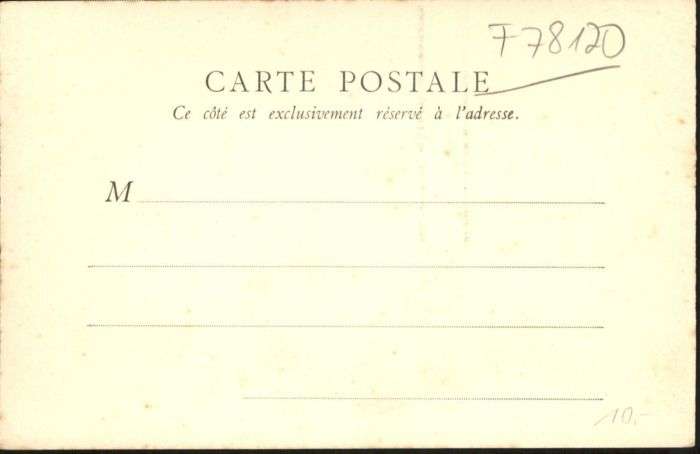 F78120
CARTE POSTALE
Ce côté est exclusivement réservé à l'adresse.
M
10.-